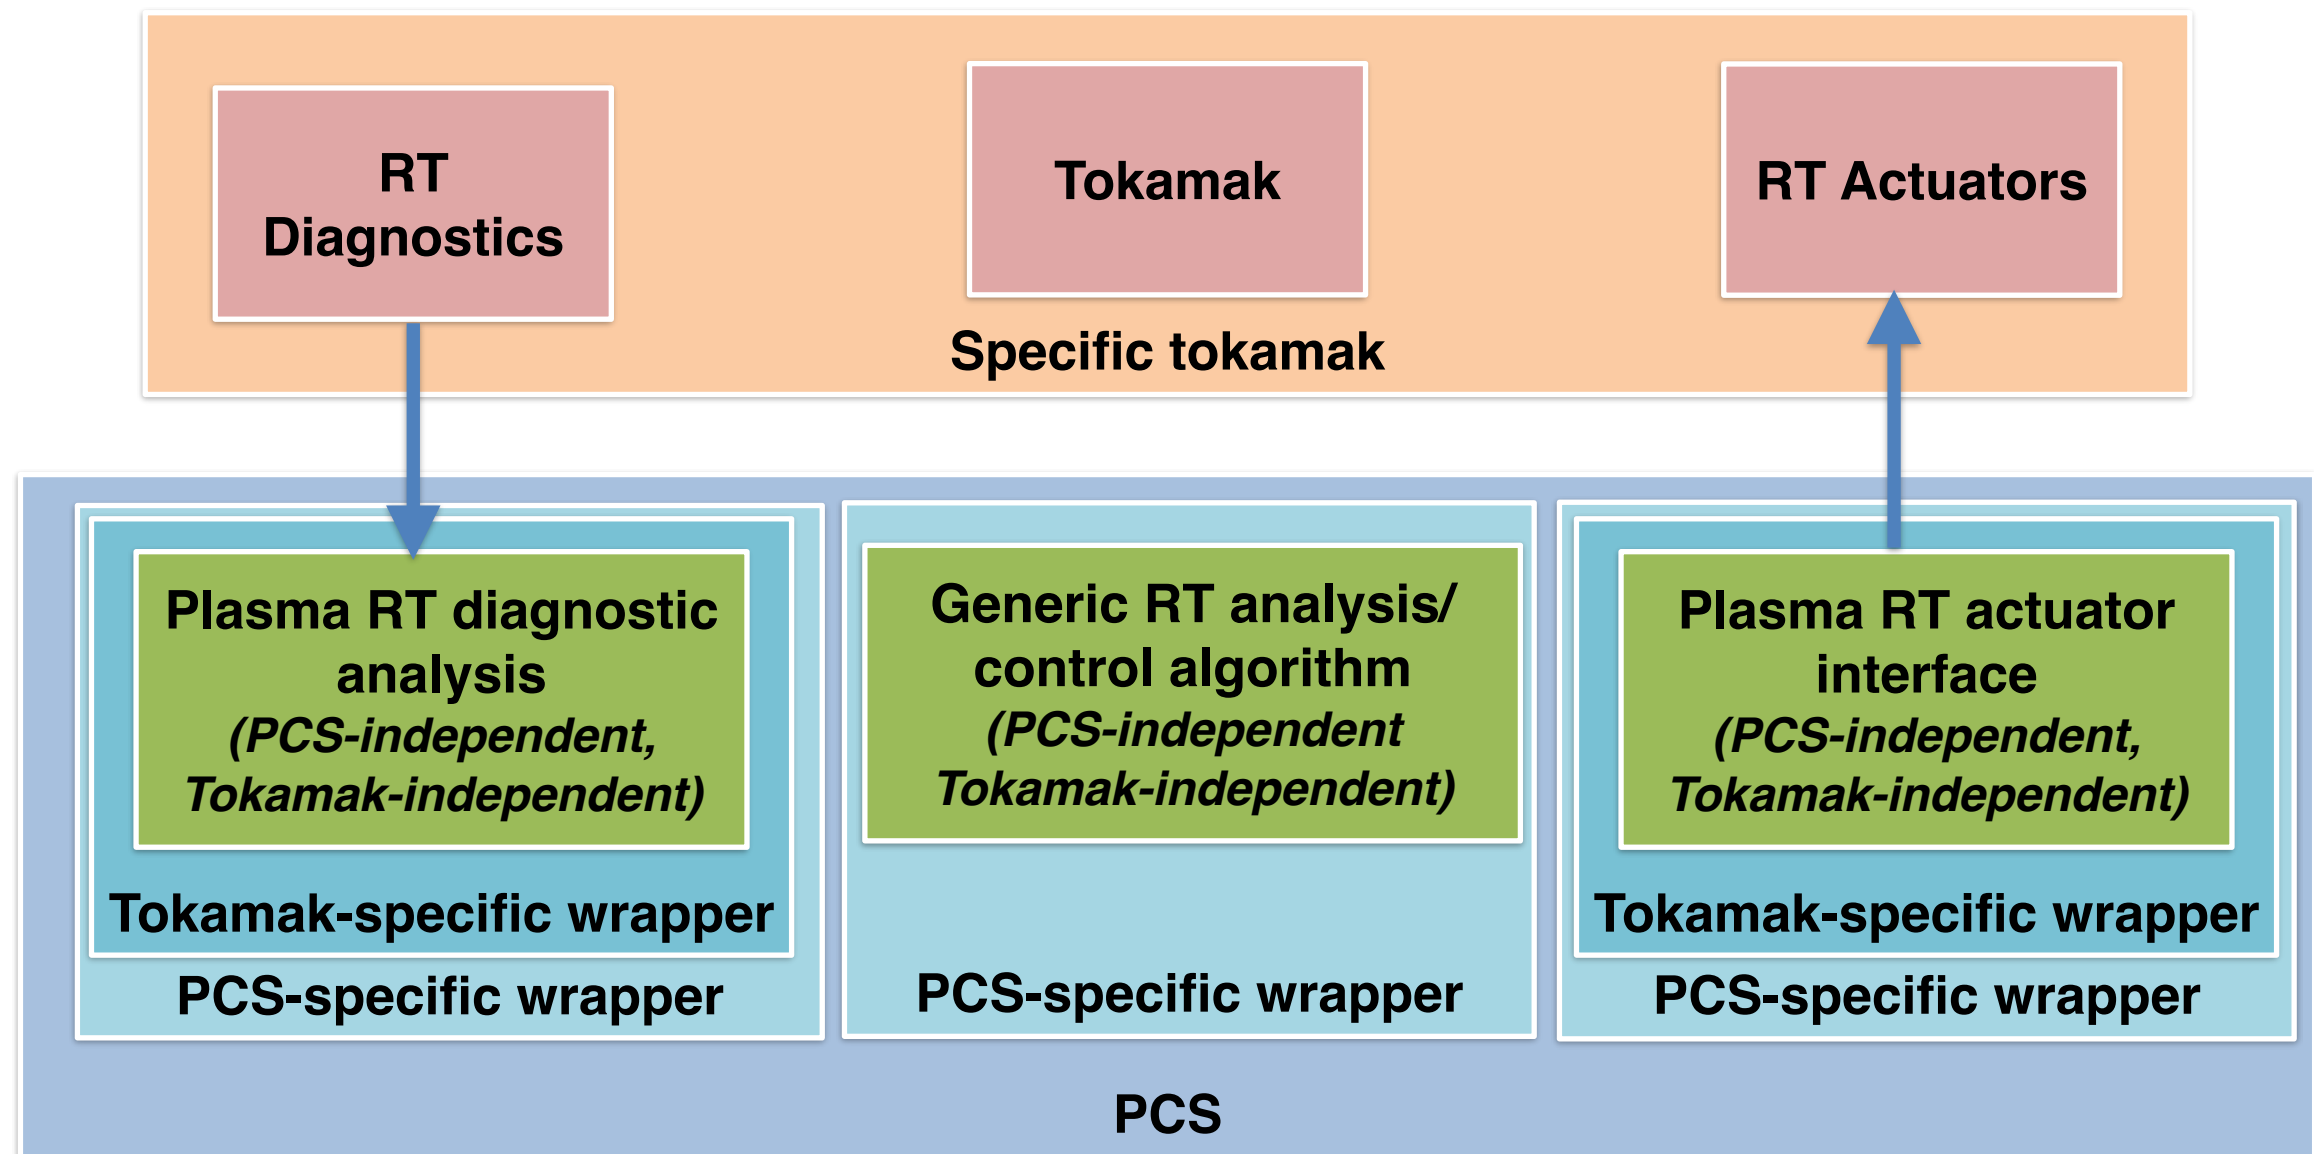 RT
Diagnostics
Tokamak
RT Actuators
Specific tokamak
Plasma RT diagnostic
analysis
(PCS-independent,
Tokamak-independent)
Tokamak-specific wrapper
PCS-specific wrapper
Generic RT analysis/
control algorithm
(PCS-independent
Tokamak-independent)
PCS-specific wrapper
Plasma RT actuator
interface
(PCS-independent,
Tokamak-independent)
Tokamak-specific wrapper
PCS-specific wrapper
PCS